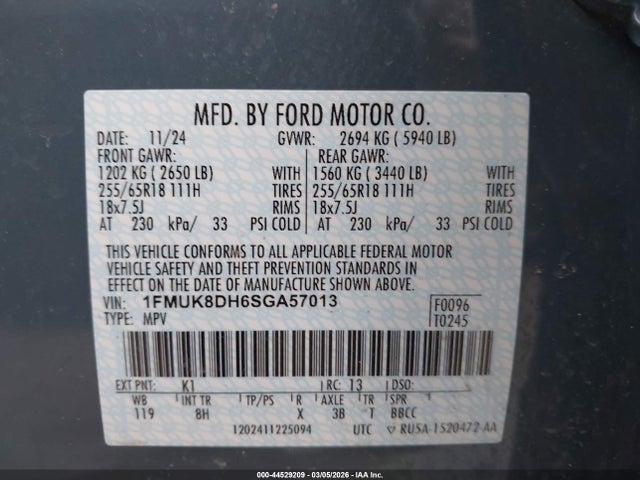 MFD. BY FORD MOTOR CO.
DATE: 11/24 GVWR: 2694 KG ( 5940 LB)
FRONT GAWR: REAR GAWR:
1202 KG ( 2650 LB) WITH 1560 KG ( 3440 LB) WITH
255/65R18 111H TIRES 255/65R18 111H TIRES
18x7.5J RIMS 18x7.5J RIMS
AT 230 kPa/ 33 PSI COLD AT 230 kPa/ 33 PSI COLD
THIS VEHICLE CONFORMS TO ALL APPLICABLE FEDERAL MOTOR
VEHICLE SAFETY AND THEFT PREVENTION STANDARDS IN
EFFECT ON THE DATE OF MANUFACTURE SHOWN ABOVE.
VIN: 1FMUK8DH6SGA57013 F0096
TYPE: MPV T0245
EXT PNT: K1 RC: 13 DSO:
WB INT TR TP/PS R AXLE TR SPR
119 8H X 3B T BBCC
1202411225094 UTC ▽ RU5A-1520472-AA
000-44529209 - 03/05/2026 - IAA Inc.